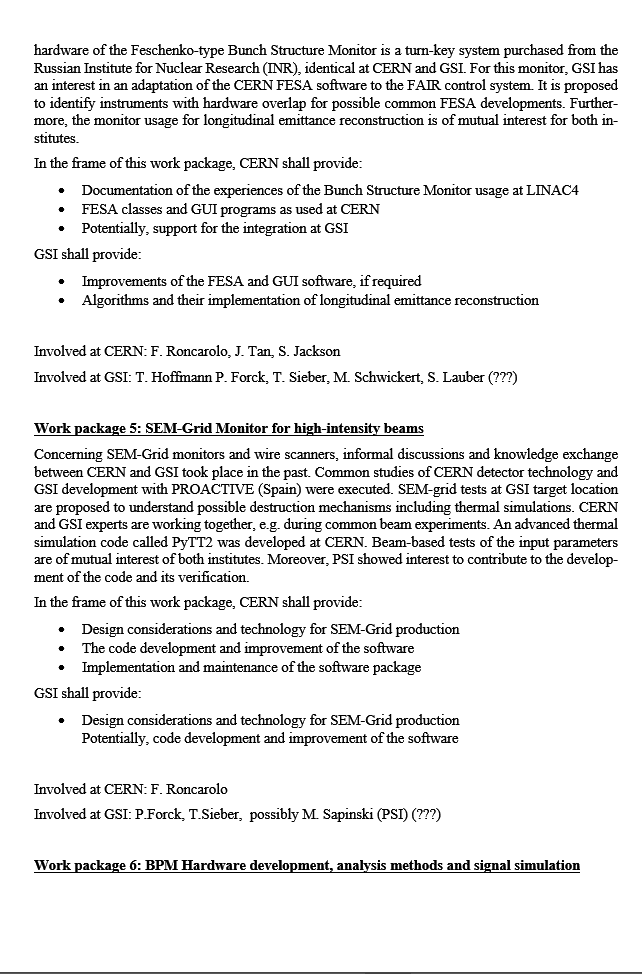 hardware of the Feschenko-type Bunch Structure Monitor is a turn-key system purchased from the
Russian Institute for Nuclear Research (INR), identical at CERN and GSI. For this monitor, GSI has
an interest in an adaptation of the CERN FESA software to the FAIR control system. It is proposed
to identify instruments with hardware overlap for possible common FESA developments. Further-
more, the monitor usage for longitudinal emittance reconstruction is of mutual interest for both in-
stitutes.
In the frame of this work package, CERN shall provide:
• Documentation of the experiences of the Bunch Structure Monitor usage at LINAC4
• FESA classes and GUI programs as used at CERN
• Potentially, support for the integration at GSI
GSI shall provide:
• Improvements of the FESA and GUI software, if required
• Algorithms and their implementation of longitudinal emittance reconstruction
Involved at CERN: F. Roncarolo, J. Tan, S. Jackson
Involved at GSI: T. Hoffmann P. Forck, T. Sieber, M. Schwickert, S. Lauber (???)
Work package 5: SEM-Grid Monitor for high-intensity beams
Concerning SEM-Grid monitors and wire scanners, informal discussions and knowledge exchange
between CERN and GSI took place in the past. Common studies of CERN detector technology and
GSI development with PROACTIVE (Spain) were executed. SEM-grid tests at GSI target location
are proposed to understand possible destruction mechanisms including thermal simulations. CERN
and GSI experts are working together, e.g. during common beam experiments. An advanced thermal
simulation code called PyTT2 was developed at CERN. Beam-based tests of the input parameters
are of mutual interest of both institutes. Moreover, PSI showed interest to contribute to the develop-
ment of the code and its verification.
In the frame of this work package, CERN shall provide:
• Design considerations and technology for SEM-Grid production
• The code development and improvement of the software
• Implementation and maintenance of the software package
GSI shall provide:
• Design considerations and technology for SEM-Grid production
Potentially, code development and improvement of the software
Involved at CERN: F. Roncarolo
Involved at GSI: P.Forck, T.Sieber, possibly M. Sapinski (PSI) (???)
Work package 6: BPM Hardware development, analysis methods and signal simulation